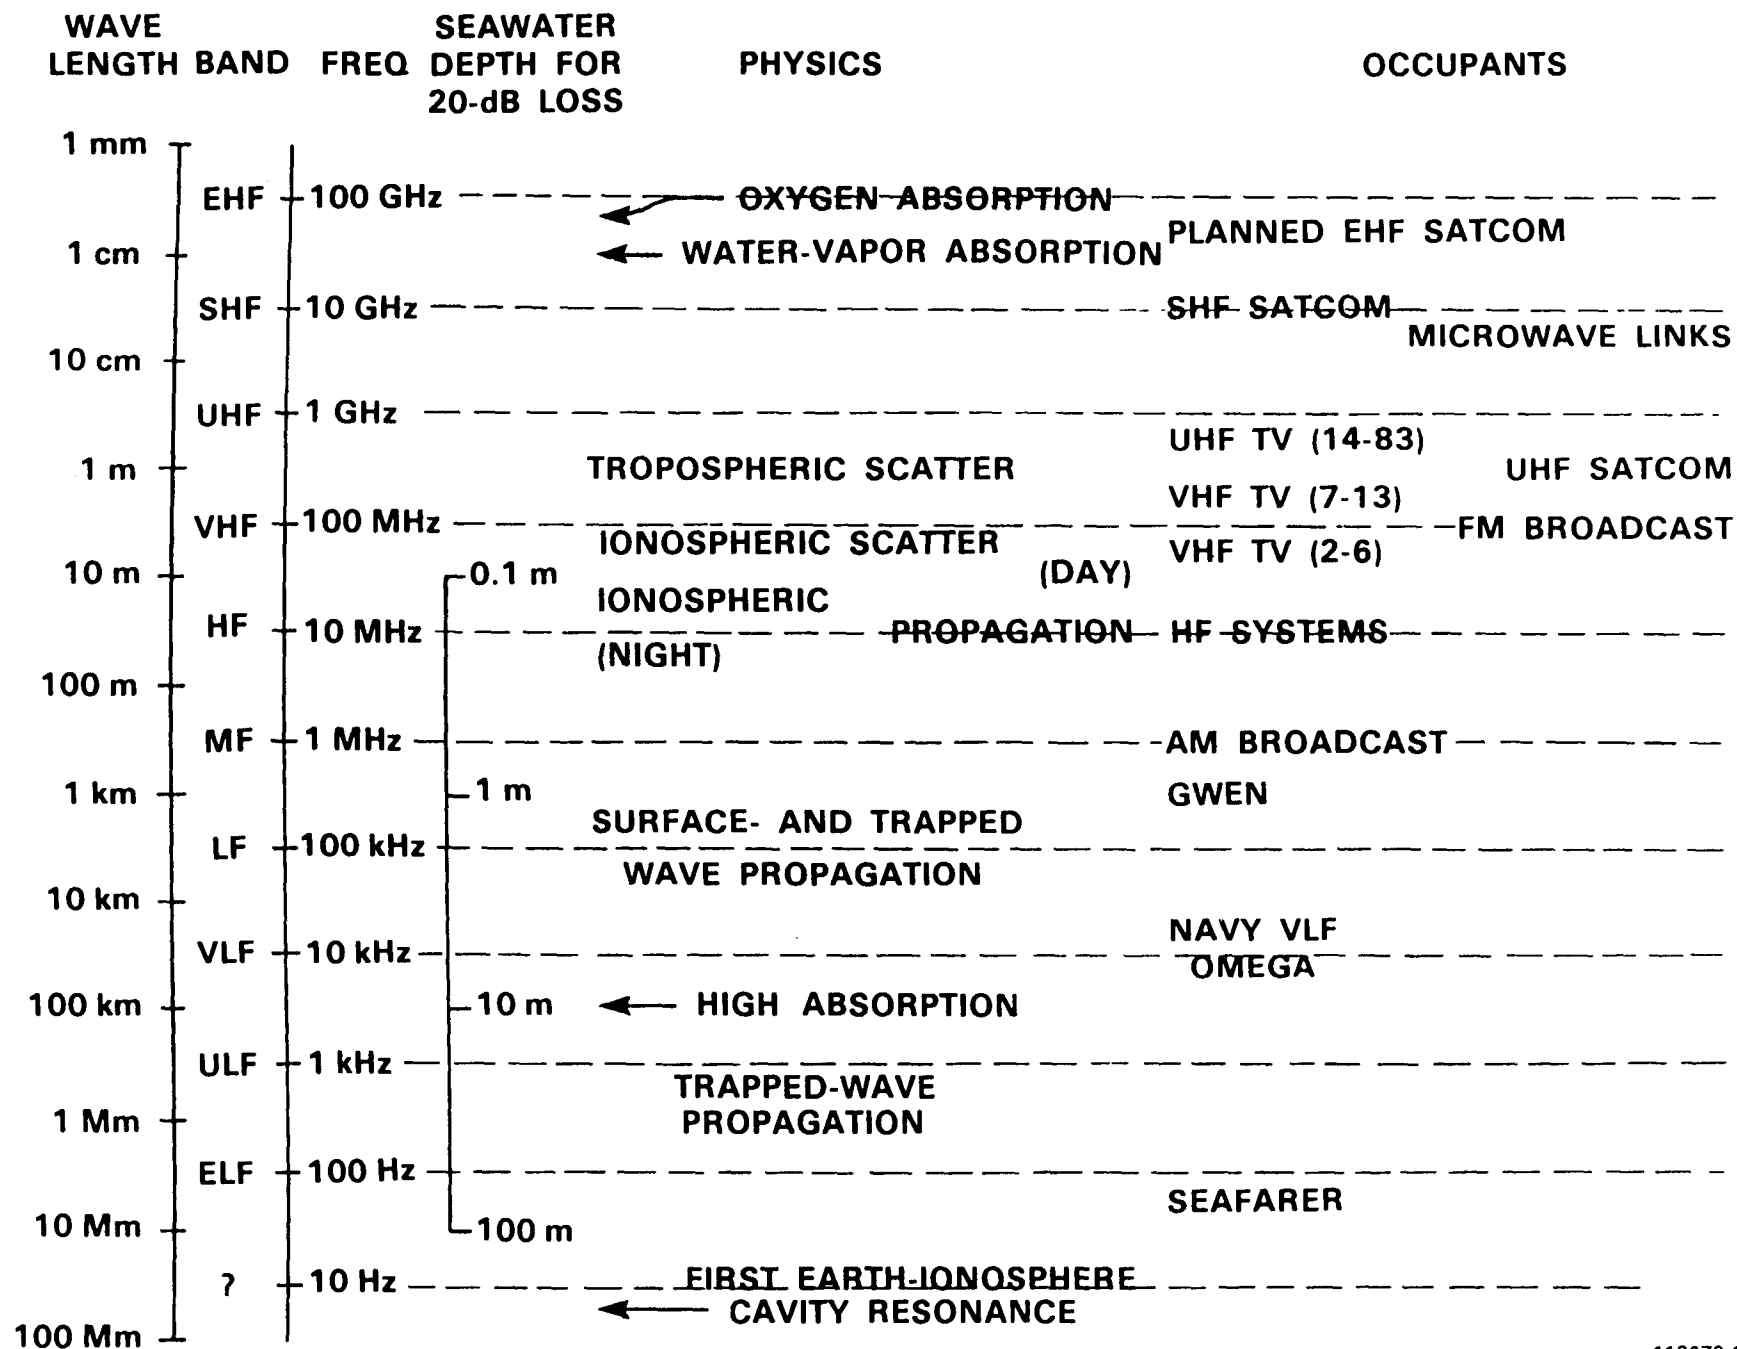 WAVE LENGTH
BAND
FREQ
SEAWATER DEPTH FOR 20-dB LOSS
PHYSICS
OCCUPANTS
1 mm
EHF 100 GHz OXYGEN ABSORPTION
PLANNED EHF SATCOM
1 cm WATER-VAPOR ABSORPTION
SHF 10 GHz SHF SATCOM
MICROWAVE LINKS
10 cm
UHF 1 GHz
UHF TV (14-83)
1 m TROPOSPHERIC SCATTER UHF SATCOM
VHF TV (7-13)
VHF 100 MHz FM BROADCAST
IONOSPHERIC SCATTER VHF TV (2-6)
10 m 0.1 m (DAY)
IONOSPHERIC
HF 10 MHz PROPAGATION HF SYSTEMS
(NIGHT)
100 m
MF 1 MHz AM BROADCAST
1 km 1 m GWEN
SURFACE- AND TRAPPED
LF 100 kHz
WAVE PROPAGATION
10 km
NAVY VLF
VLF 10 kHz
OMEGA
100 km 10 m HIGH ABSORPTION
ULF 1 kHz
TRAPPED-WAVE
1 Mm PROPAGATION
ELF 100 Hz
SEAFARER
10 Mm 100 m
? 10 Hz FIRST EARTH-IONOSPHERE
CAVITY RESONANCE
100 Mm